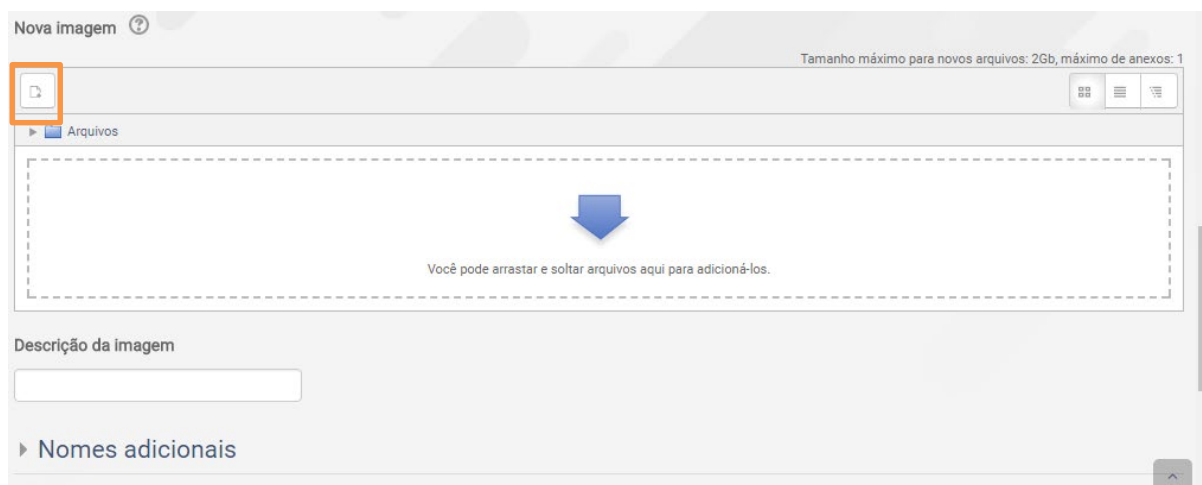 Nova imagem
Tamanho máximo para novos arquivos: 2Gb, máximo de anexos: 1
Arquivos
Você pode arrastar e soltar arquivos aqui para adicioná-los.
Descrição da imagem
Nomes adicionais